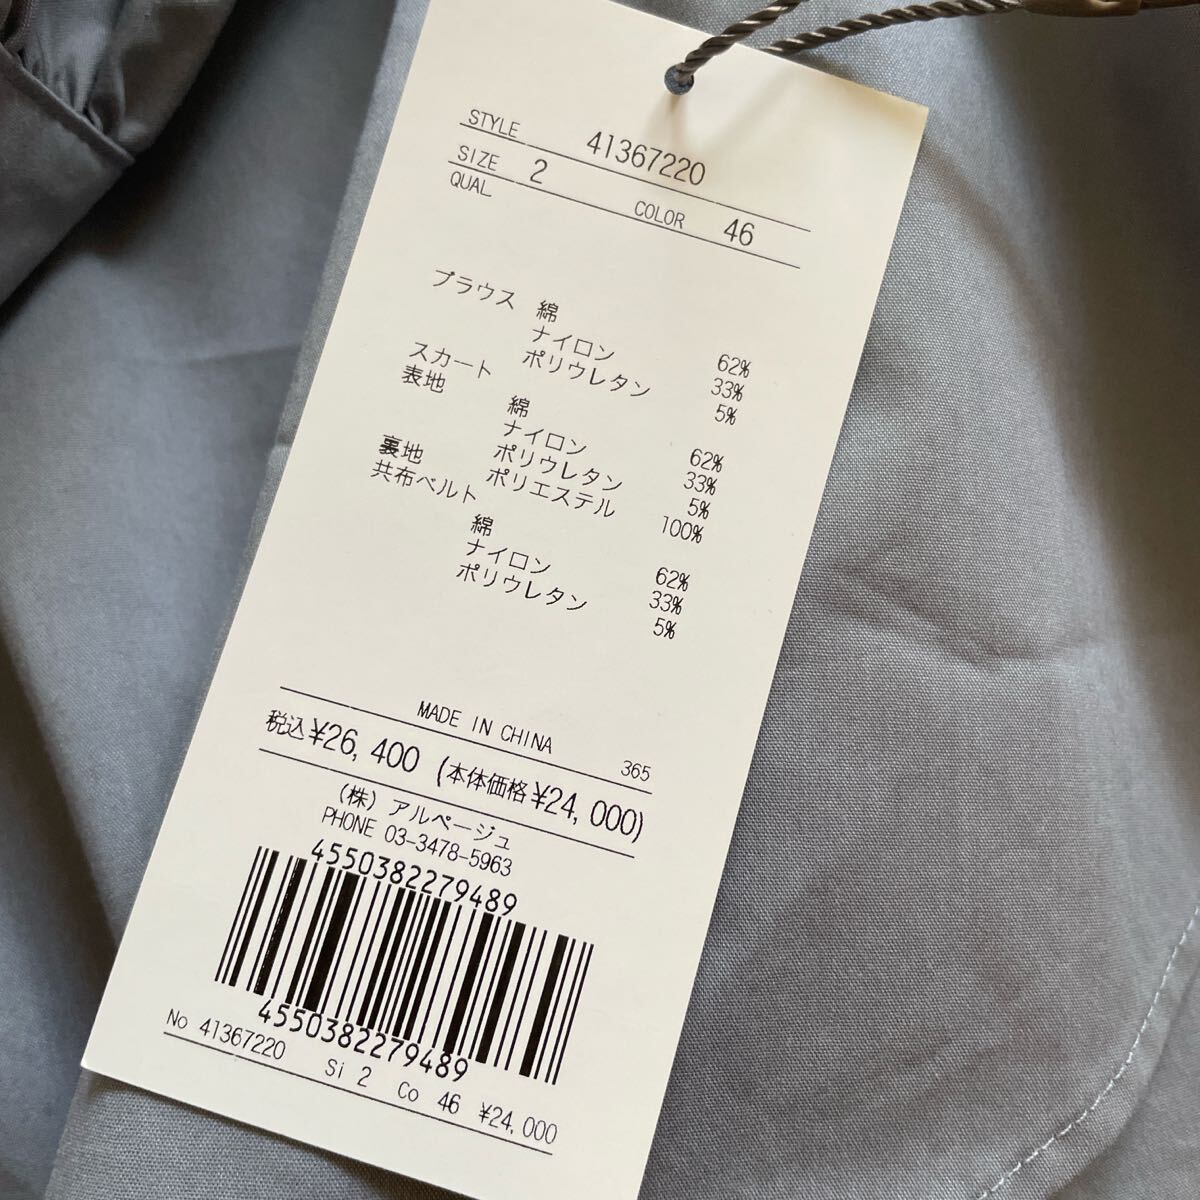 STYLE 41367220
SIZE 2 COLOR 46
QUAL
ブラウス 綿 62%
ナイロン 33%
ポリウレタン 5%
スカート
表地 綿 62%
ナイロン 33%
ポリウレタン 5%
裏地 ポリエステル 100%
共布ベルト
綿 62%
ナイロン 33%
ポリウレタン 5%
MADE IN CHINA 365
税込¥26,400 (本体価格¥24,000)
(株) アルページュ
PHONE 03-3478-5963
4550382279489
4550382279489
No 41367220 Si 2 Co 46 ¥24,000